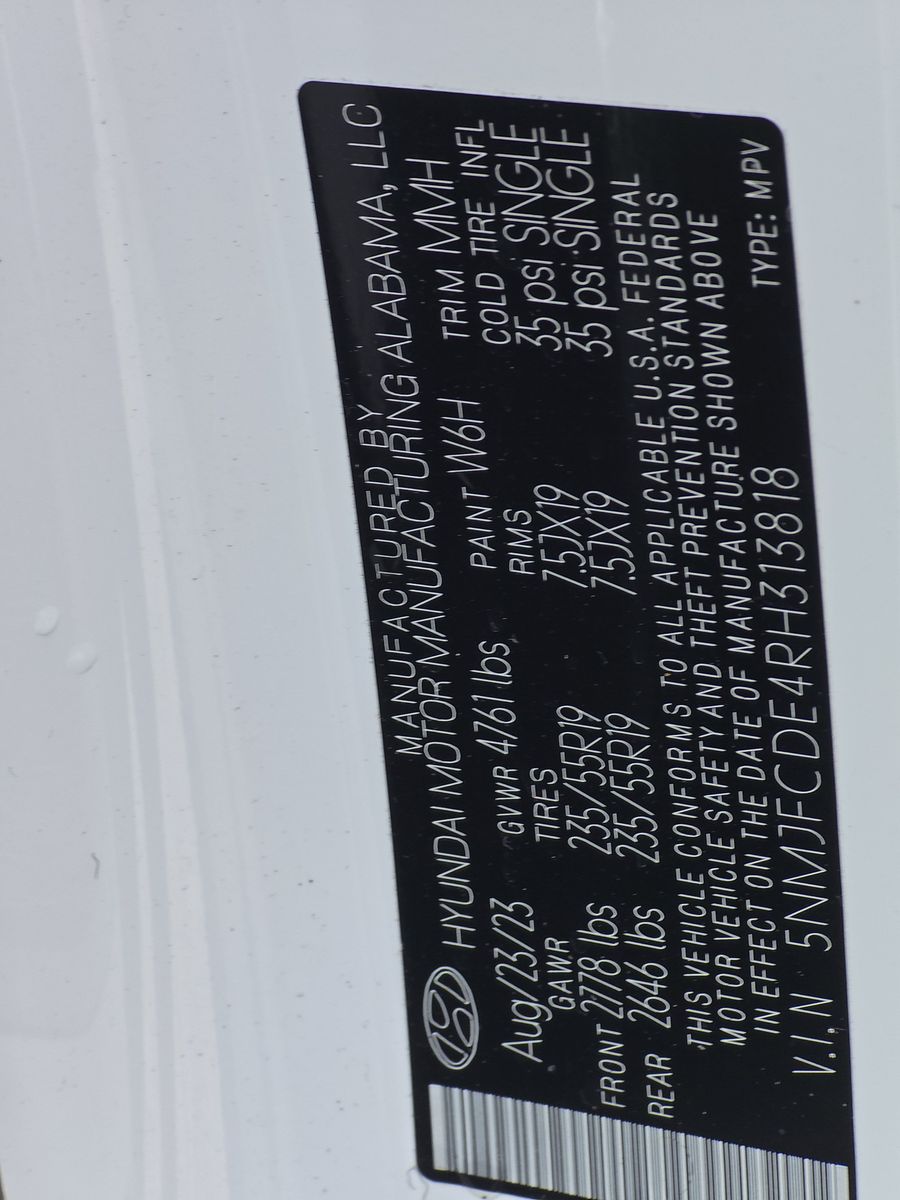 MANUFACTURED BY
HYUNDAI MOTOR MANUFACTURING ALABAMA, LLC
Aug/23/23 GVWR 4761 lbs PAINT W6H TRIM MMH
GAWR TIRES RIMS COLD TIRE INFL
FRONT 2778 lbs 235/55R19 7.5JX19 35 psi SINGLE
REAR 2646 lbs 235/55R19 7.5JX19 35 psi SINGLE
THIS VEHICLE CONFORMS TO ALL APPLICABLE U.S.A. FEDERAL
MOTOR VEHICLE SAFETY AND THEFT PREVENTION STANDARDS
IN EFFECT ON THE DATE OF MANUFACTURE SHOWN ABOVE
V.I.N 5NMJFCDE4RH313818 TYPE: MPV